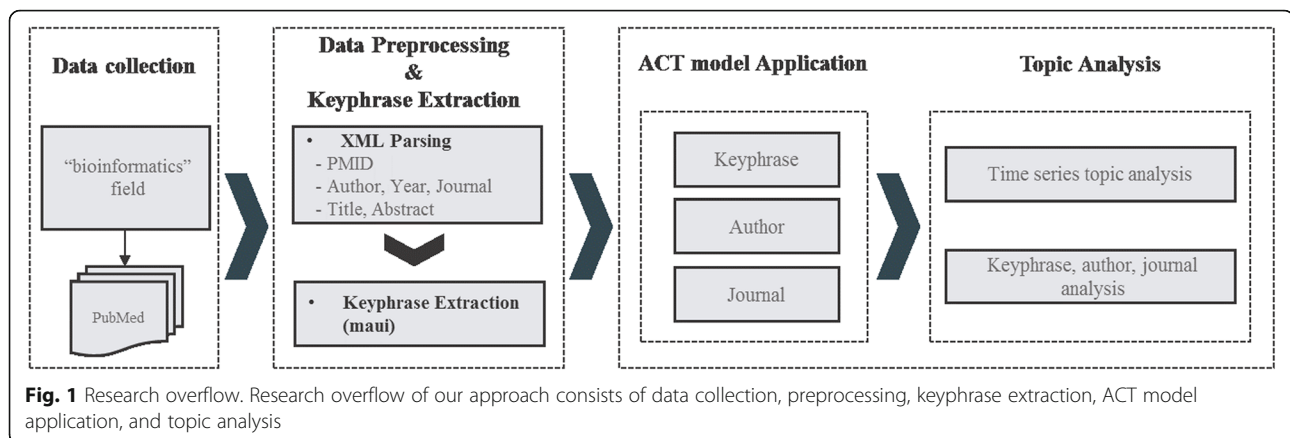 Data collection
“bioinformatics”
field
PubMed
Data Preprocessing
&
Keyphrase Extraction
• XML Parsing
- PMID
- Author, Year, Journal
- Title, Abstract
• Keyphrase Extraction
(maui)
ACT model Application
Keyphrase
Author
Journal
Topic Analysis
Time series topic analysis
Keyphrase, author, journal
analysis
Fig. 1 Research overflow. Research overflow of our approach consists of data collection, preprocessing, keyphrase extraction, ACT model
application, and topic analysis